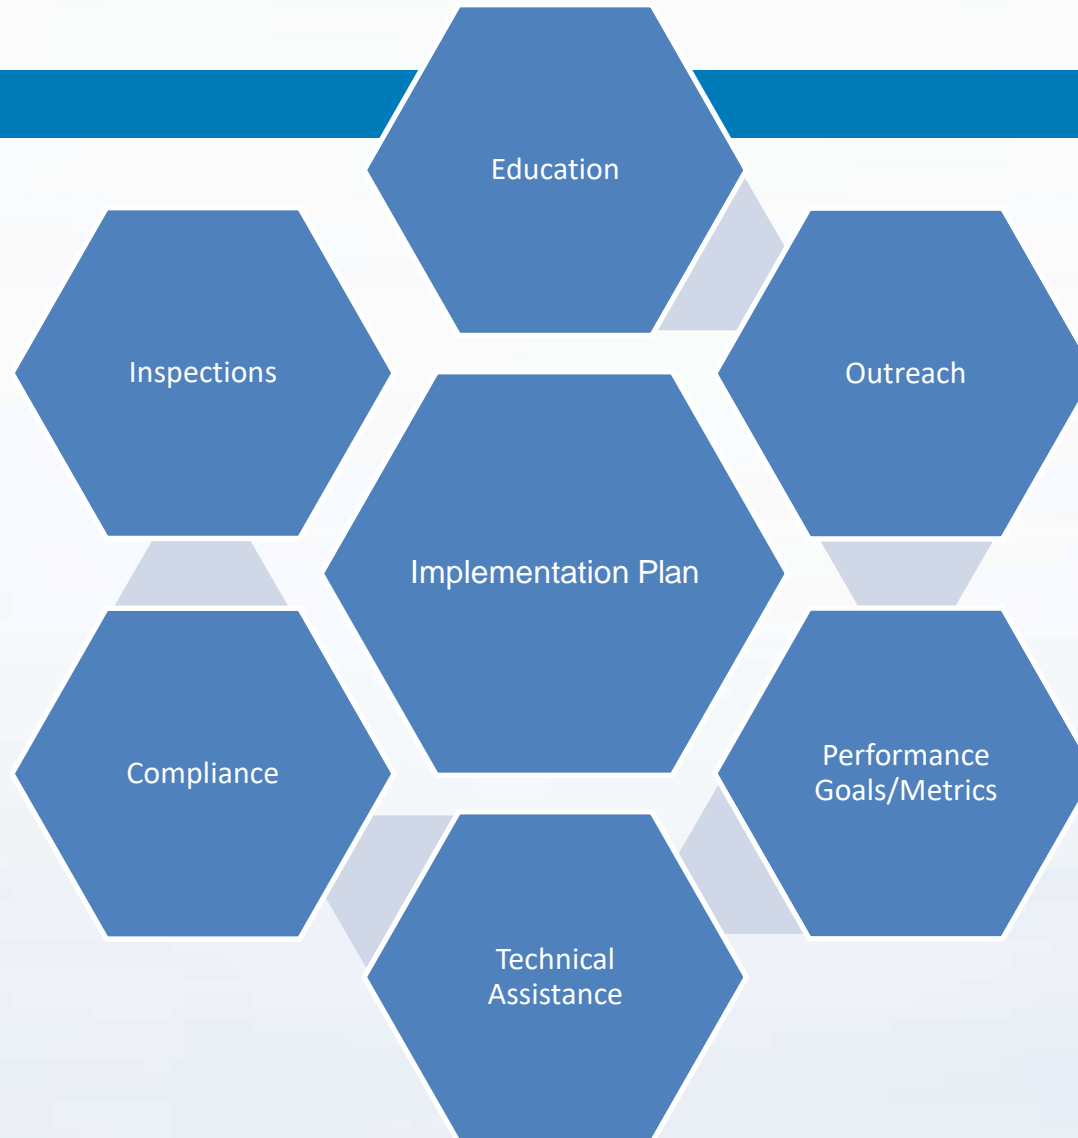 Education
Inspections
Outreach
Implementation Plan
Compliance
Performance
Goals/Metrics
Technical
Assistance